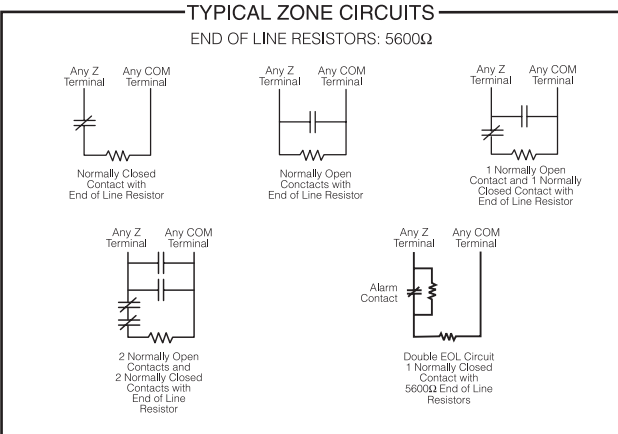 TYPICAL ZONE CIRCUITS
END OF LINE RESISTORS: 5600Ω
Any Z Terminal
Any COM Terminal
Normally Closed
Contact with
End of Line Resistor
Any Z Terminal
Any COM Terminal
Normally Open
Conctacts with
End of Line Resistor
Any Z Terminal
Any COM Terminal
1 Normally Open
Contact and 1 Normally
Closed Contact with
End of Line Resistor
Any Z Terminal
Any COM Terminal
2 Normally Open
Contacts and
2 Normally Closed
Contacts with
End of Line
Resistor
Any Z Terminal
Any COM Terminal
Alarm
Contact
Double EOL Circuit
1 Normally Closed
Contact with
5600Ω End of Line
Resistors